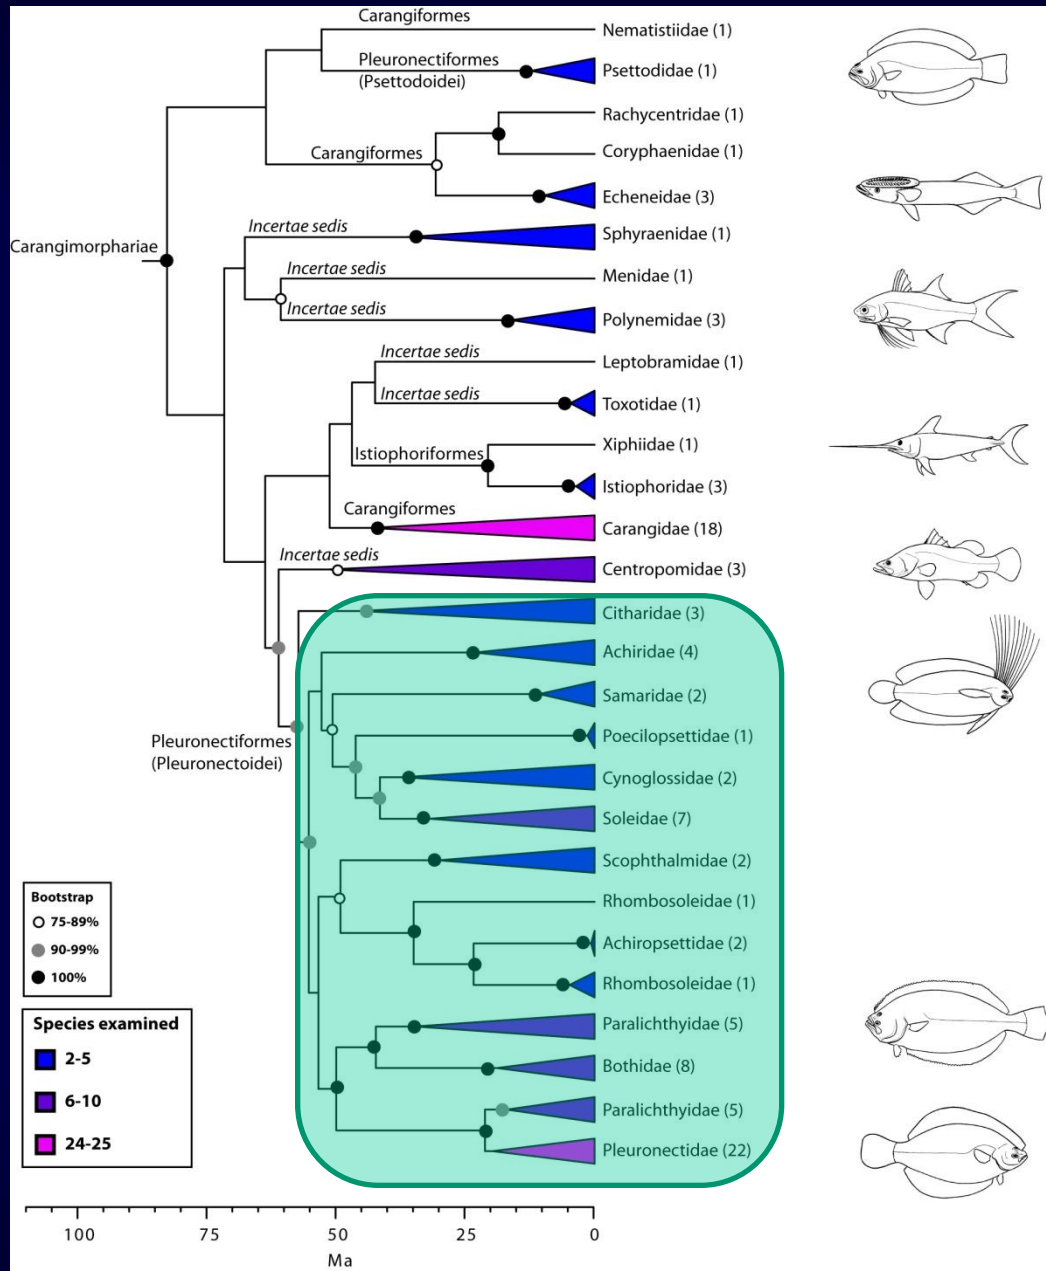 Carangiformes
Nematistiidae (1)
Pleuronectiformes
(Psettodoidei)
Psettodidae (1)
Rachycentridae (1)
Carangiformes
Coryphaenidae (1)
Echeneidae (3)
Incertae sedis
Sphyraenidae (1)
Carangimorphariae
Incertae sedis
Menidae (1)
Incertae sedis
Polynemidae (3)
Incertae sedis
Leptobramidae (1)
Incertae sedis
Toxotidae (1)
Istiophoriformes
Xiphiidae (1)
Istiophoridae (3)
Carangiformes
Carangidae (18)
Incertae sedis
Centropomidae (3)
Citharidae (3)
Achiridae (4)
Samaridae (2)
Pleuronectiformes
(Pleuronectoidei)
Poecilopsettidae (1)
Cynoglossidae (2)
Soleidae (7)
Scophthalmidae (2)
Rhombosoleidae (1)
Achiropsettidae (2)
Rhombosoleidae (1)
Paralichthyidae (5)
Bothidae (8)
Paralichthyidae (5)
Pleuronectidae (22)
Bootstrap
75-89%
90-99%
100%
Species examined
2-5
6-10
24-25
100 75 50 25 0
Ma